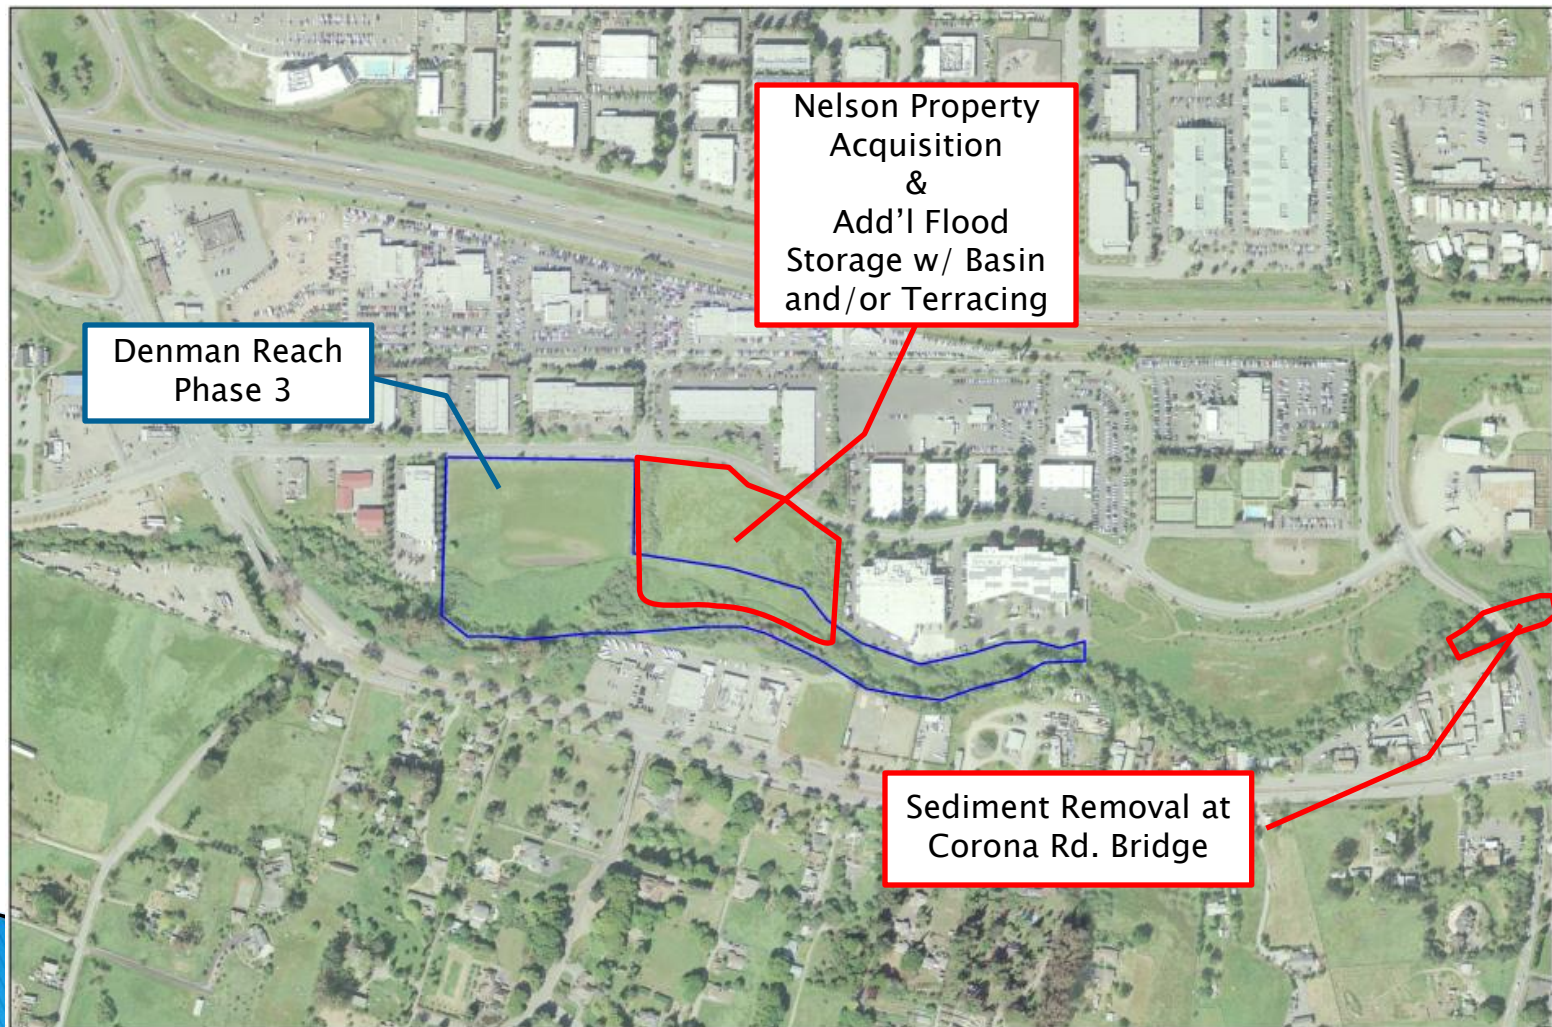 Nelson Property
Acquisition
&
Add’l Flood
Storage w/ Basin
and/or Terracing
Denman Reach
Phase 3
Sediment Removal at
Corona Rd. Bridge